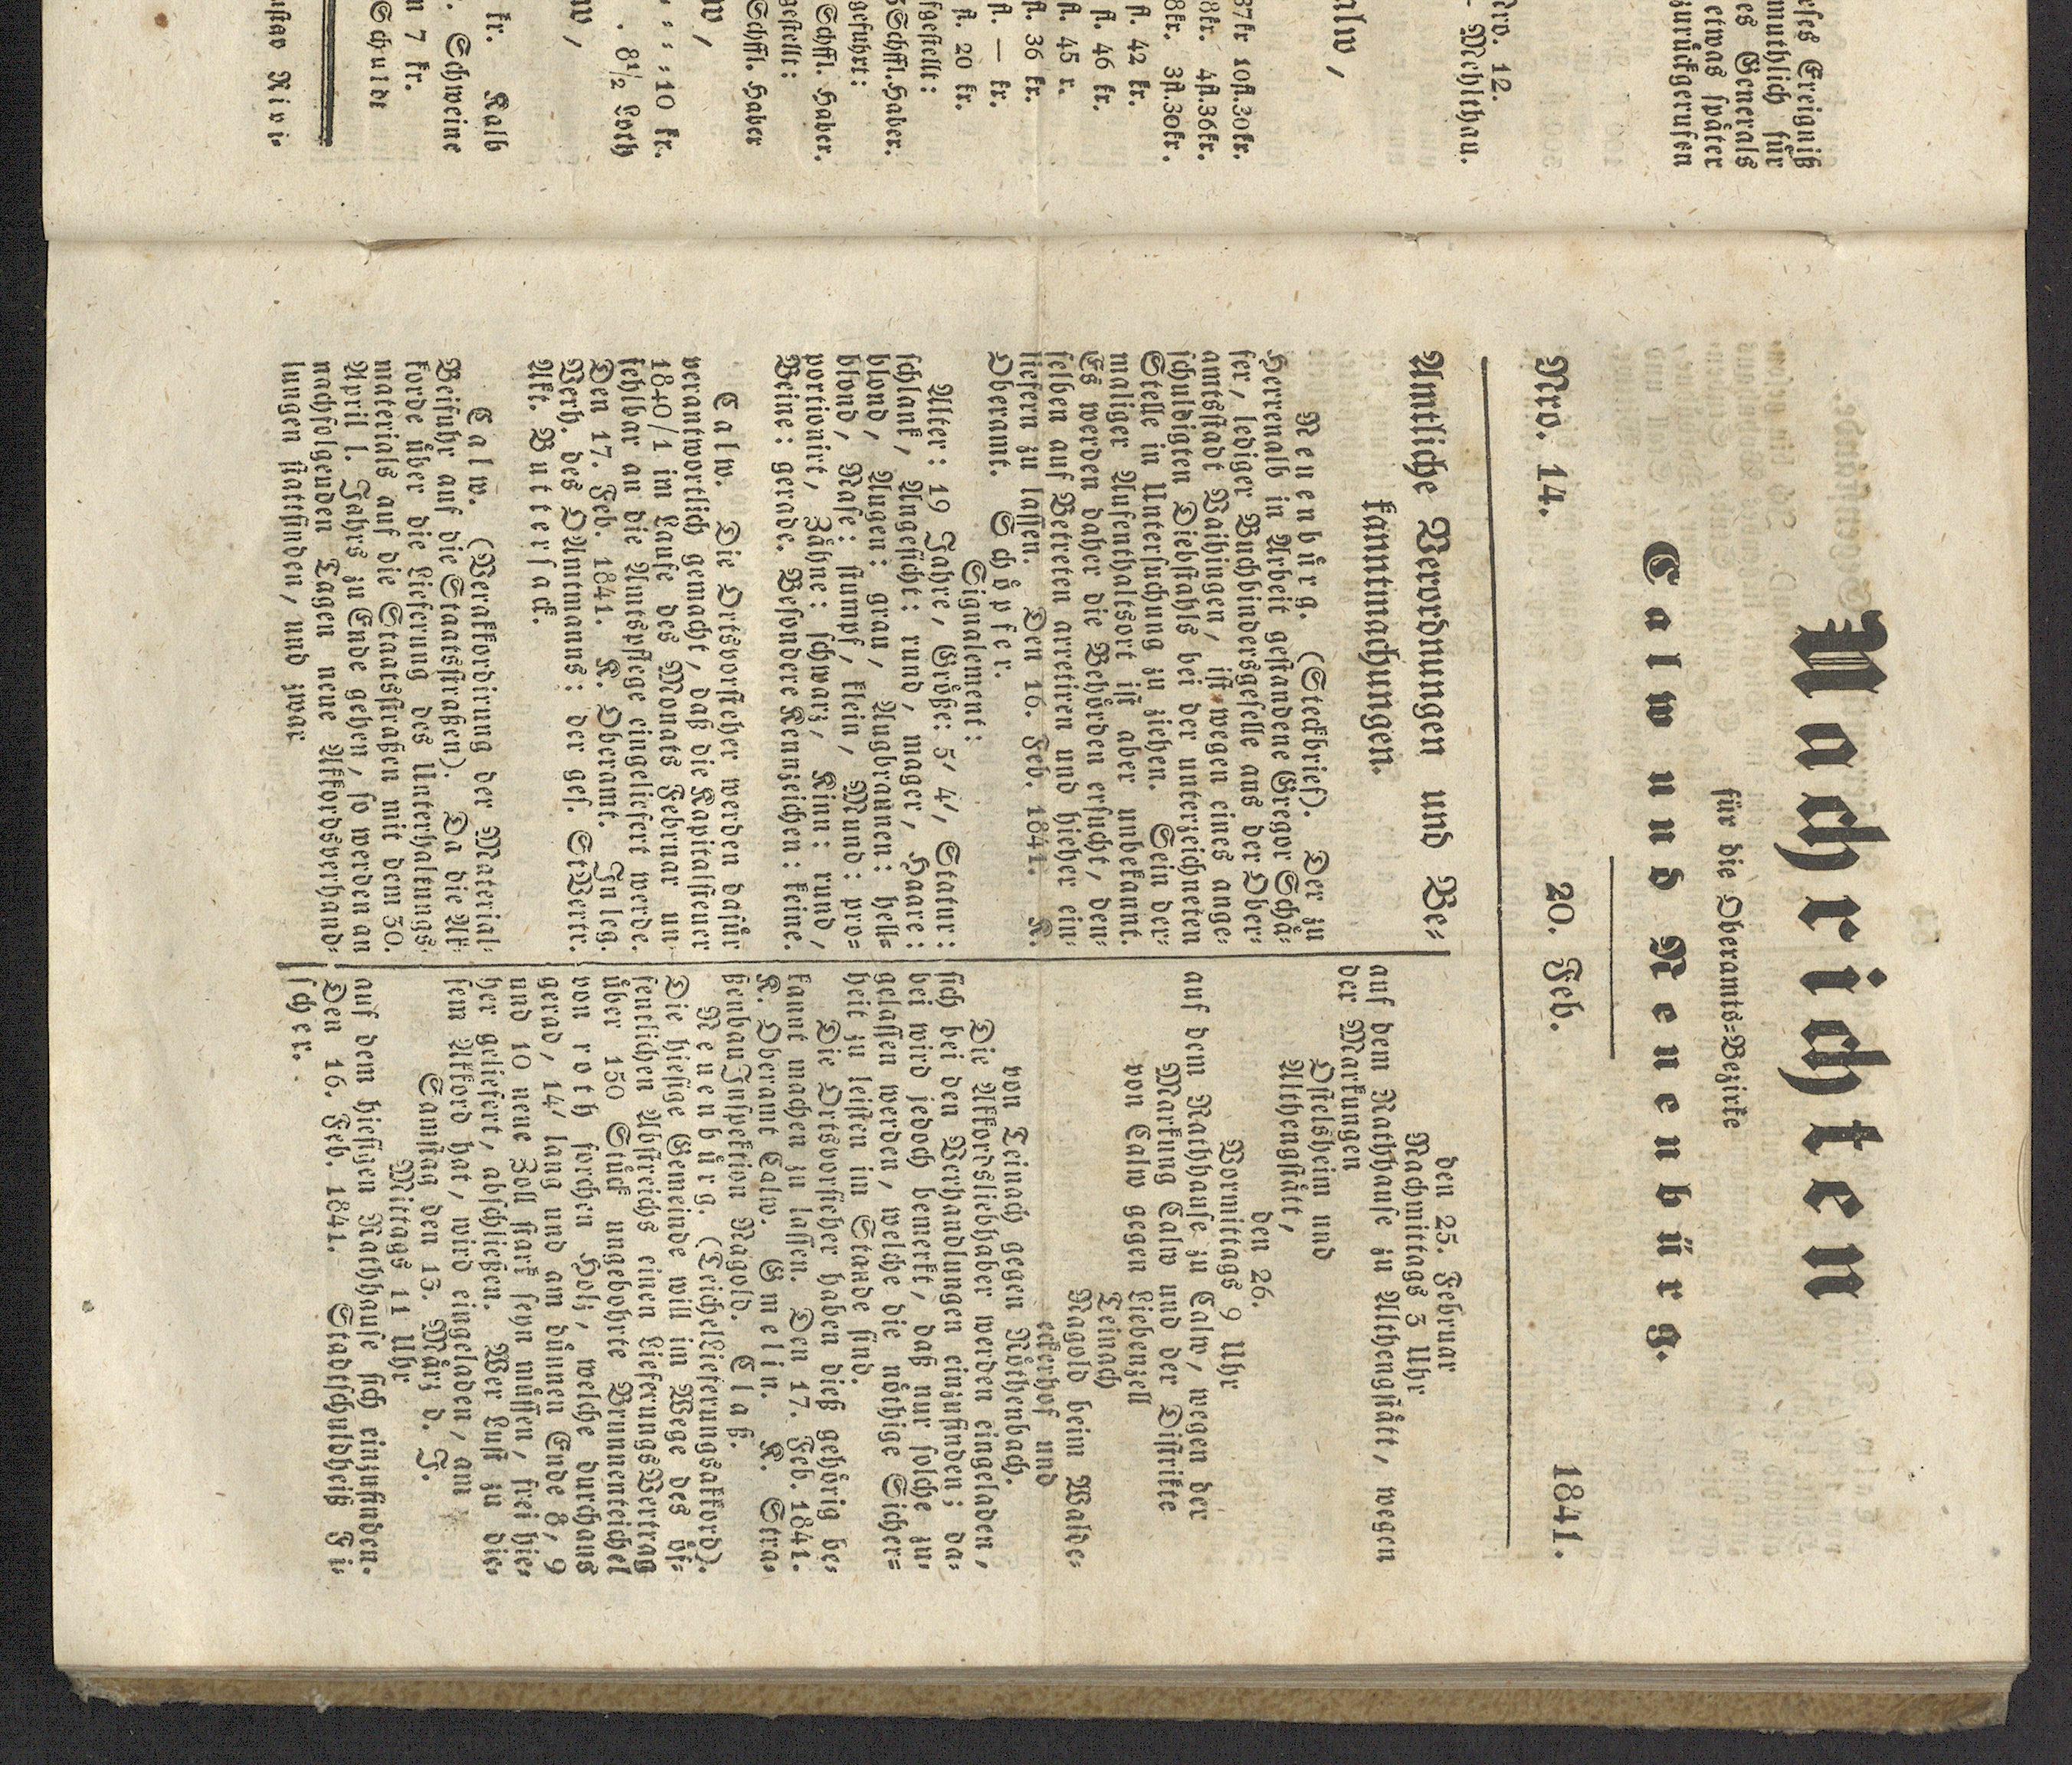 Nachrichten
für die Oberamts-Bezirke
Calw und Neuenbürg.
Nro. 14. 20. Feb. 1841.
Amtliche Verordnungen und Be-
kanntmachungen.
Neuenbürg. (Steckbrief). Der zu
Herrenalb in Arbeit gestandene Gregor Schä-
fer, lediger Buchbindersgeselle aus der Ober-
amtsstadt Vaihingen, ist wegen eines ange-
schuldigten Diebstahls bei der unterzeichneten
Stelle in Untersuchung zu ziehen. Sein der-
maliger Aufenthaltsort ist aber unbekannt.
Es werden daher die Behörden ersucht, den-
selben auf Betreten arretiren und hieher ein-
liefern zu lassen. Den 16. Feb. 1841. K.
Oberamt. Schöpfer.
Signalement:
Alter: 19 Jahre, Größe: 5' 4', Statur:
schlank, Angesicht: rund, mager, Haare:
blond, Augen: grau, Augbraunen: hell-
blond, Nase: stumpf, klein, Mund: pro-
portionirt, Zähne: schwarz, Kinn: rund,
Beine: gerade. Besondere Kennzeichen: keine.
Calw. Die Ortsvorsteher werden dafür
verantwortlich gemacht, daß die Kapitalsteuer
1840/1 im Laufe des Monats Februar un-
fehlbar an die Amtspflege eingeliefert werde.
Den 17. Feb. 1841. K. Oberamt. In leg.
Verh. des OAmtmanns: der ges. StVertr.
Akt. Buttersack.
Calw. (Verakkordirung der Material-
Beifuhr auf die Staatsstraßen). Da die Ak-
korde über die Lieferung des Unterhaltungs-
materials auf die Staatsstraßen mit dem 30.
April l. Jahrs zu Ende gehen, so werden an
nachfolgenden Tagen neue Akkordsverhand-
lungen stattfinden, und zwar
den 25. Februar
Nachmittags 3 Uhr
auf dem Rathhause zu Althengstätt, wegen
der Markungen
Ostelsheim und
Althengstätt,
den 26.
Vormittags 9 Uhr
auf dem Rathhause zu Calw, wegen der
Markung Calw und der Distrikte
von Calw gegen Liebenzell
Teinach
Nagold beim Walde-
eckerhof und
von Teinach gegen Röthenbach.
Die Akkordsliebhaber werden eingeladen,
sich bei den Verhandlungen einzufinden; da-
bei wird jedoch bemerkt, daß nur solche zu-
gelassen werden, welche die nöthige Sicher-
heit zu leisten im Stande sind.
Die Ortsvorsteher haben dieß gehörig be-
kannt machen zu lassen. Den 17. Feb. 1841.
K. Oberamt Calw. Gmelin. K. Stra-
ßenbau Inspektion Nagold. Claß.
Neuenbürg. (Teichellieferungsakkord).
Die hiesige Gemeinde will im Wege des öf-
fentlichen Abstreichs einen LieferungsVertrag
über 150 Stück ungebohrte Brunnenteichel
von roth forchen Holz, welche durchaus
gerad, 14' lang und am dünnen Ende 8, 9
und 10 neue Zoll stark seyn müssen, frei hie-
her geliefert, abschließen. Wer Lust zu die-
sem Akkord hat, wird eingeladen, am
Samstag den 13. März d. J.
Mittags 11 Uhr
auf dem hiesigen Rathhause sich einzufinden.
Den 16. Feb. 1841. Stadtschuldheiß Fi-
scher.